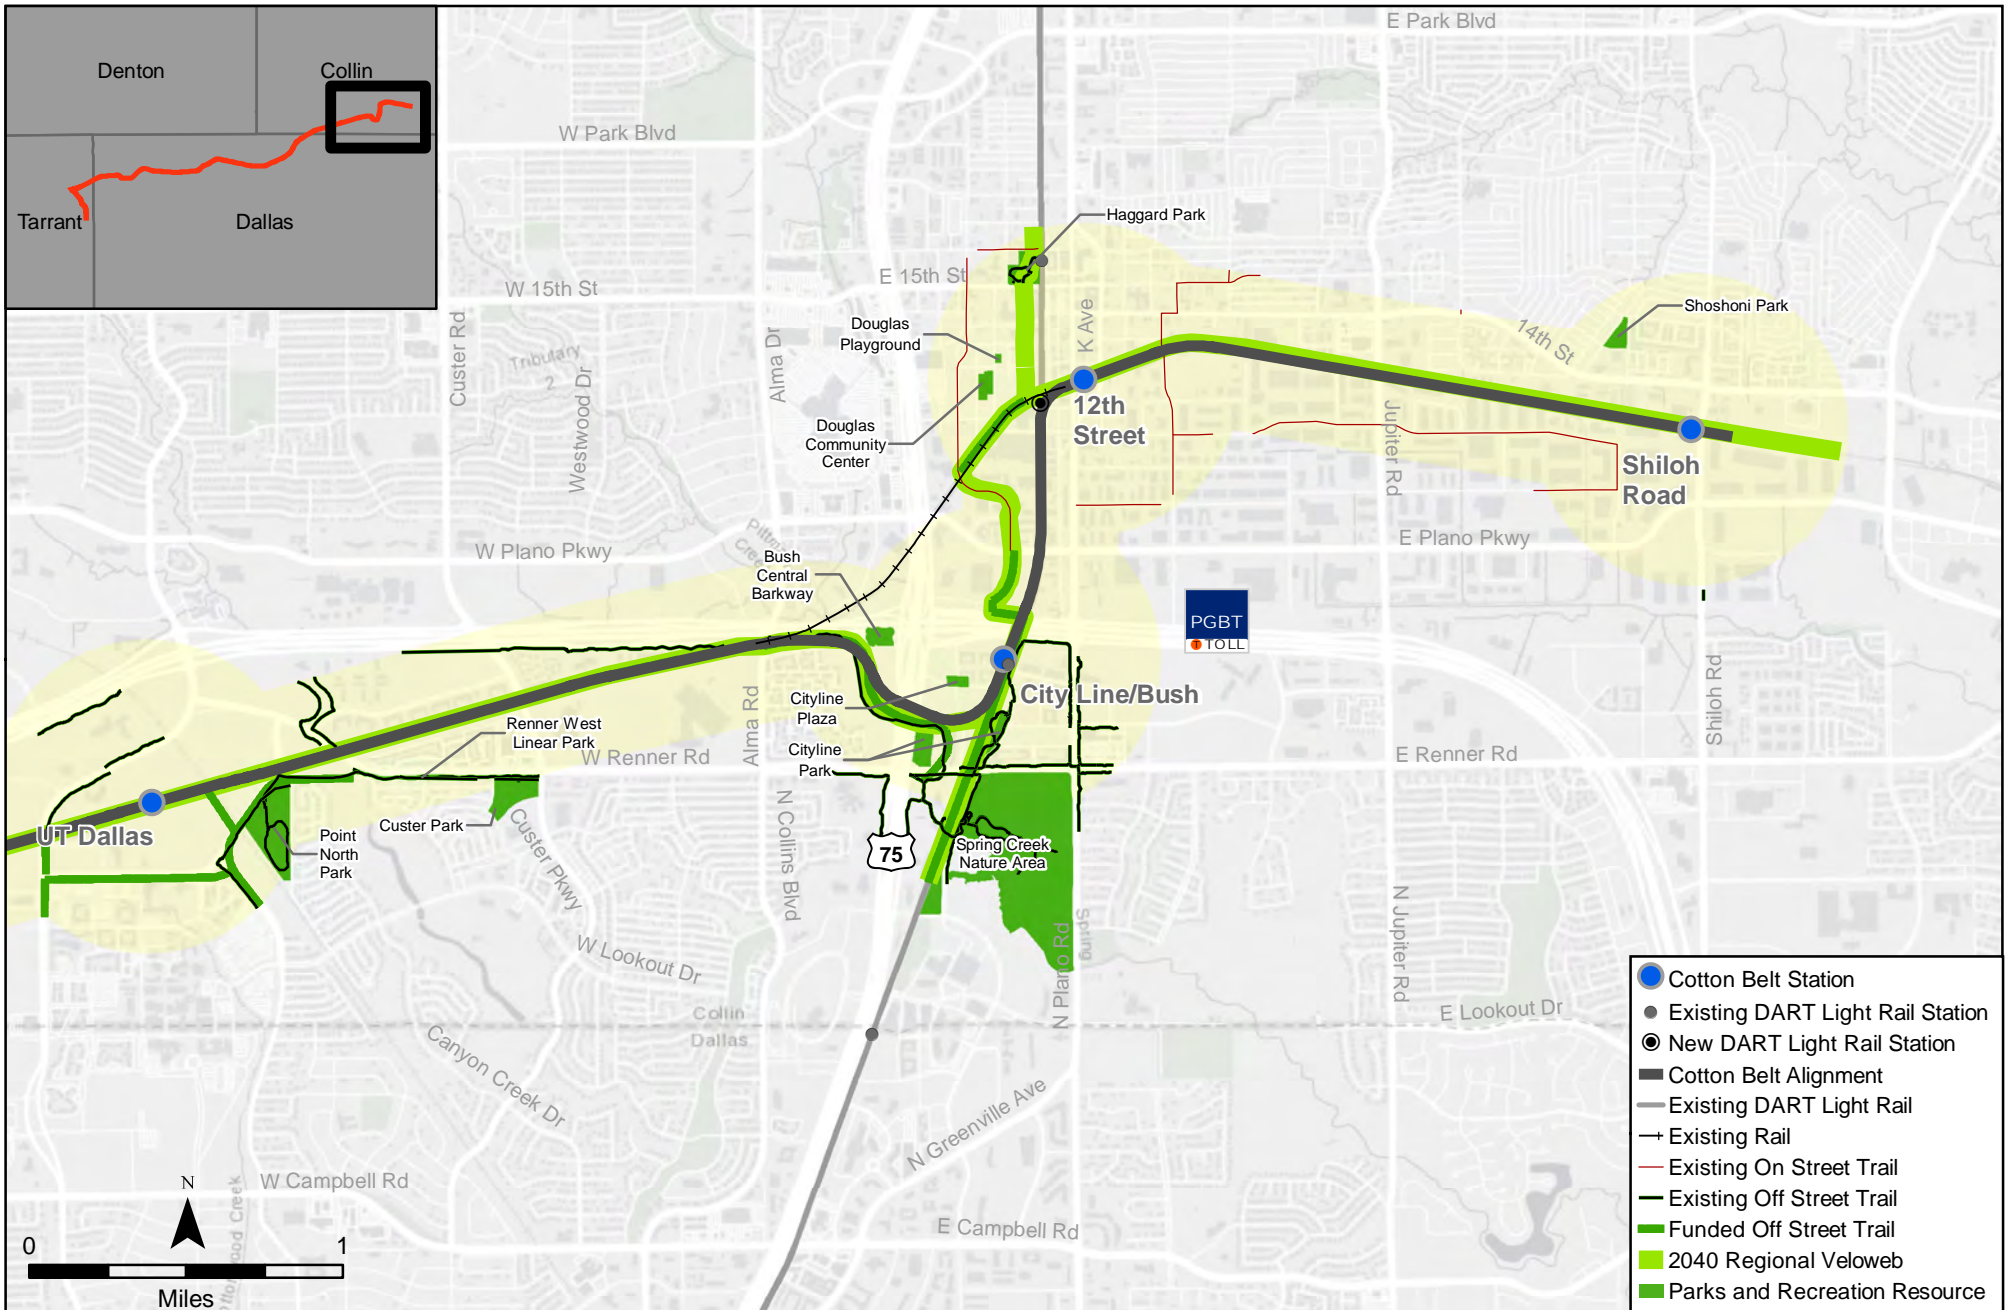 Denton
Collin
Tarrant
Dallas
E Park Blvd
W Park Blvd
Haggard Park
E 15th St
W 15th St
Shoshoni Park
Douglas
Playground
K Ave
14th St
Custer Rd
Alma Dr
Tributary
2
Westwood Dr
12th
Street
Douglas
Community
Center
Jupiter Rd
Shiloh
Road
W Plano Pkwy
E Plano Pkwy
Bush
Central
Barkway
PGBT
TOLL
City Line/Bush
Cityline
Plaza
Alma Rd
Shiloh Rd
Renner West
Linear Park
W Renner Rd
Cityline
Park
E Renner Rd
UT Dallas
Point
North
Park
Custer Park
Custer Pkwy
N Collins Blvd
75
Spring Creek
Nature Area
N Plano Rd
Spring
N Jupiter Rd
W Lookout Dr
E Lookout Dr
Collin
Dallas
Canyon Creek Dr
N Greenville Ave
W Campbell Rd
E Campbell Rd
N
0 1
Miles
Cotton Belt Station
Existing DART Light Rail Station
New DART Light Rail Station
Cotton Belt Alignment
Existing DART Light Rail
Existing Rail
Existing On Street Trail
Existing Off Street Trail
Funded Off Street Trail
2040 Regional Veloweb
Parks and Recreation Resource